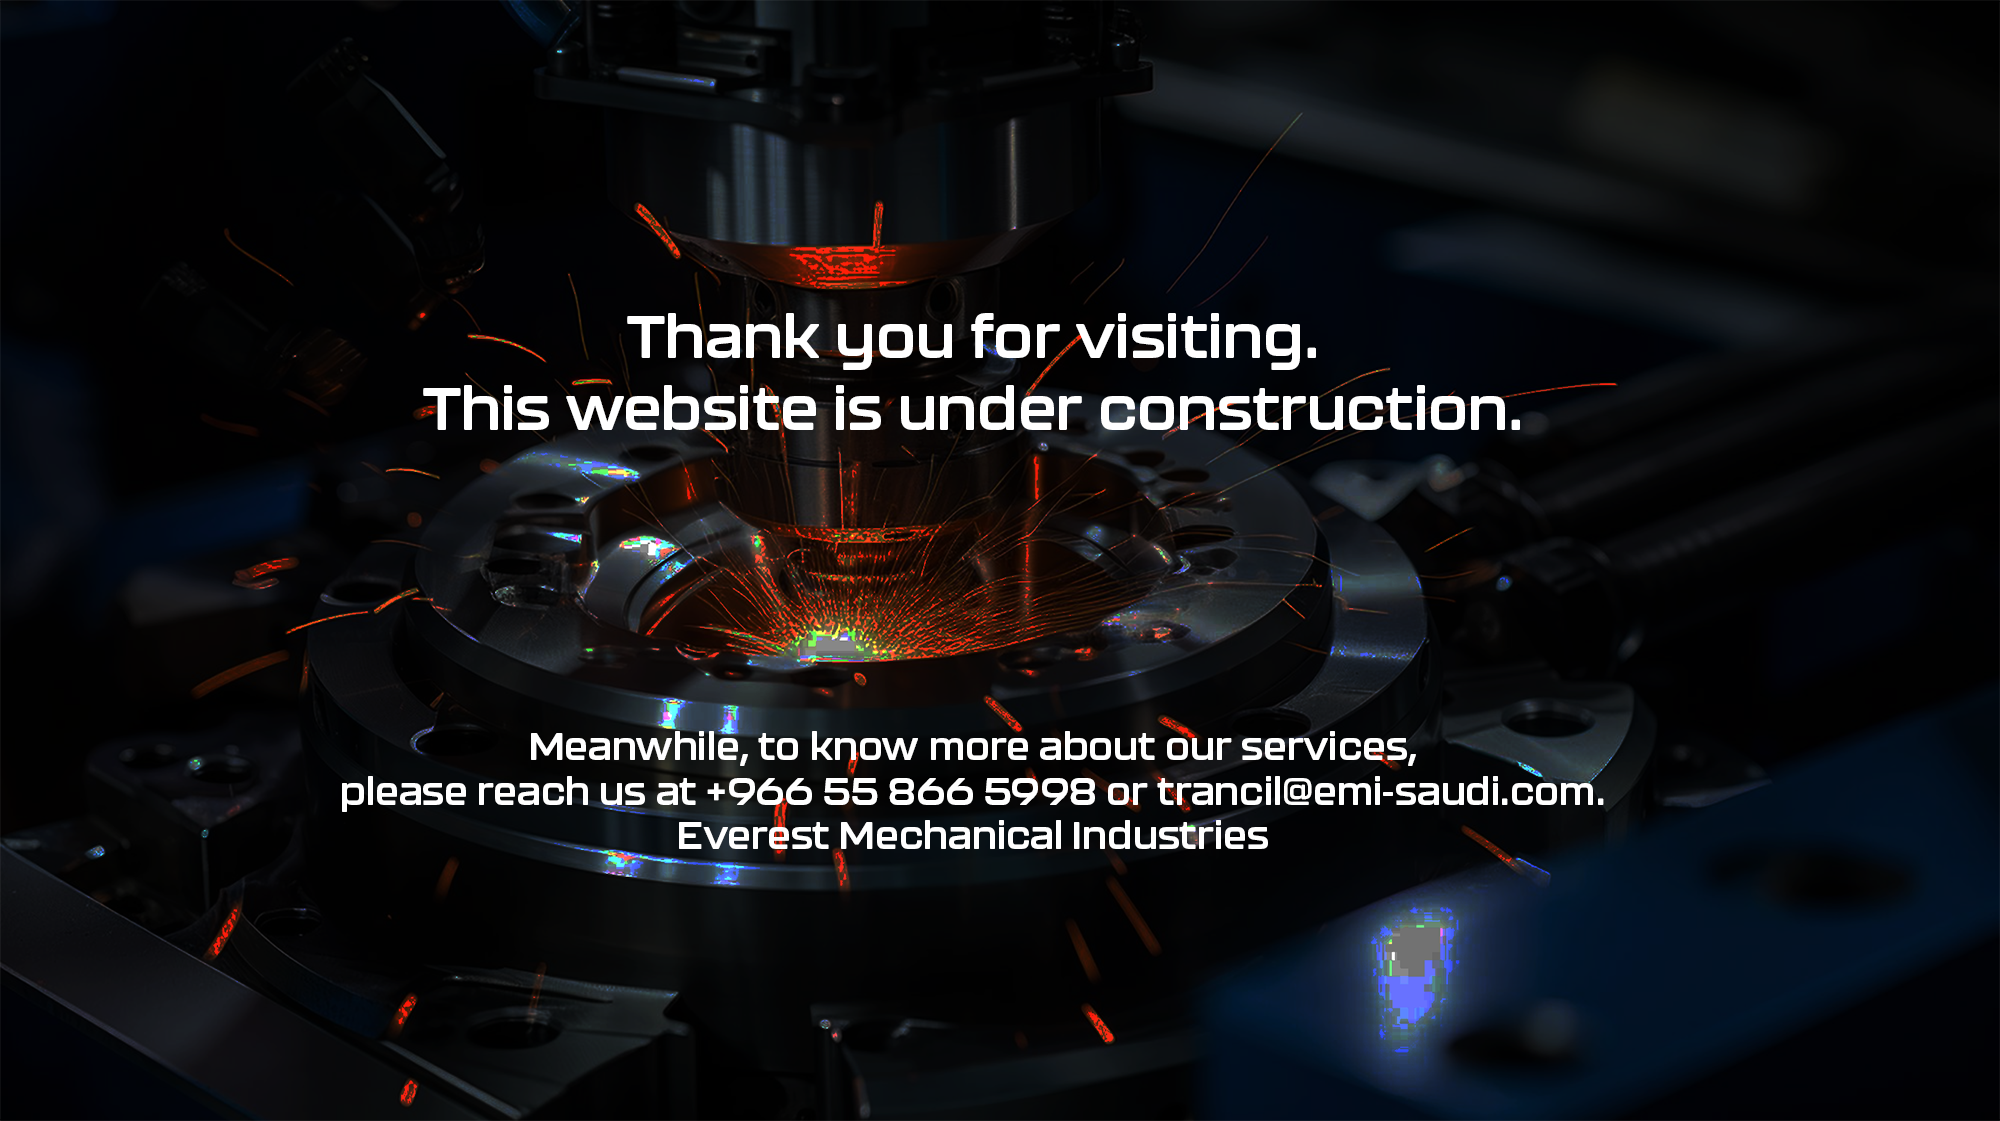 Thank you for visiting.
This website is under construction.
Meanwhile, to know more about our services,
please reach us at +966 55 866 5998 or trancil@emi-saudi.com.
Everest Mechanical Industries